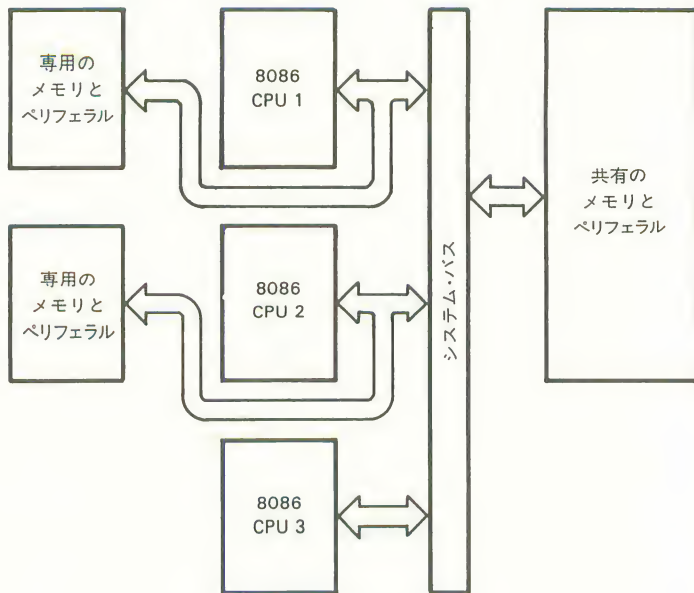 専用の
メモリと
ペリフェラル
8086
CPU 1
専用の
メモリと
ペリフェラル
8086
CPU 2
8086
CPU 3
システム・バス
共有の
メモリと
ペリフェラル